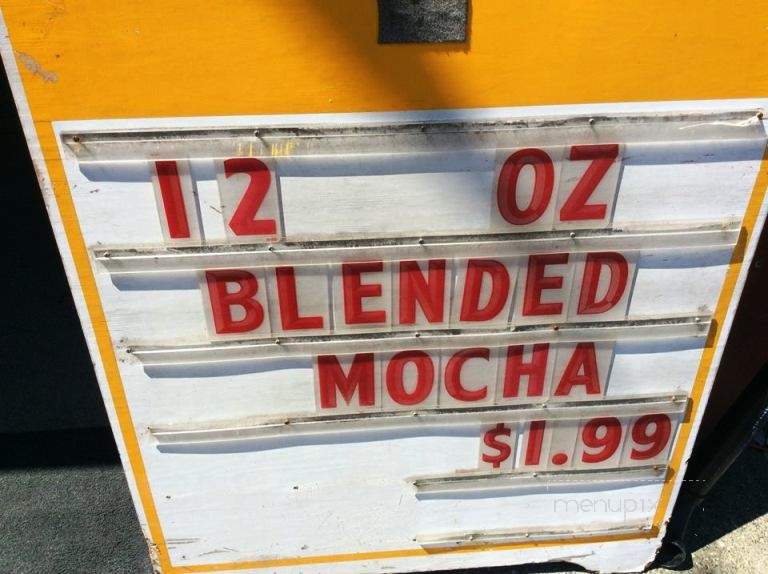 12 OZ
BLENDED
MOCHA
$1.99
menupix